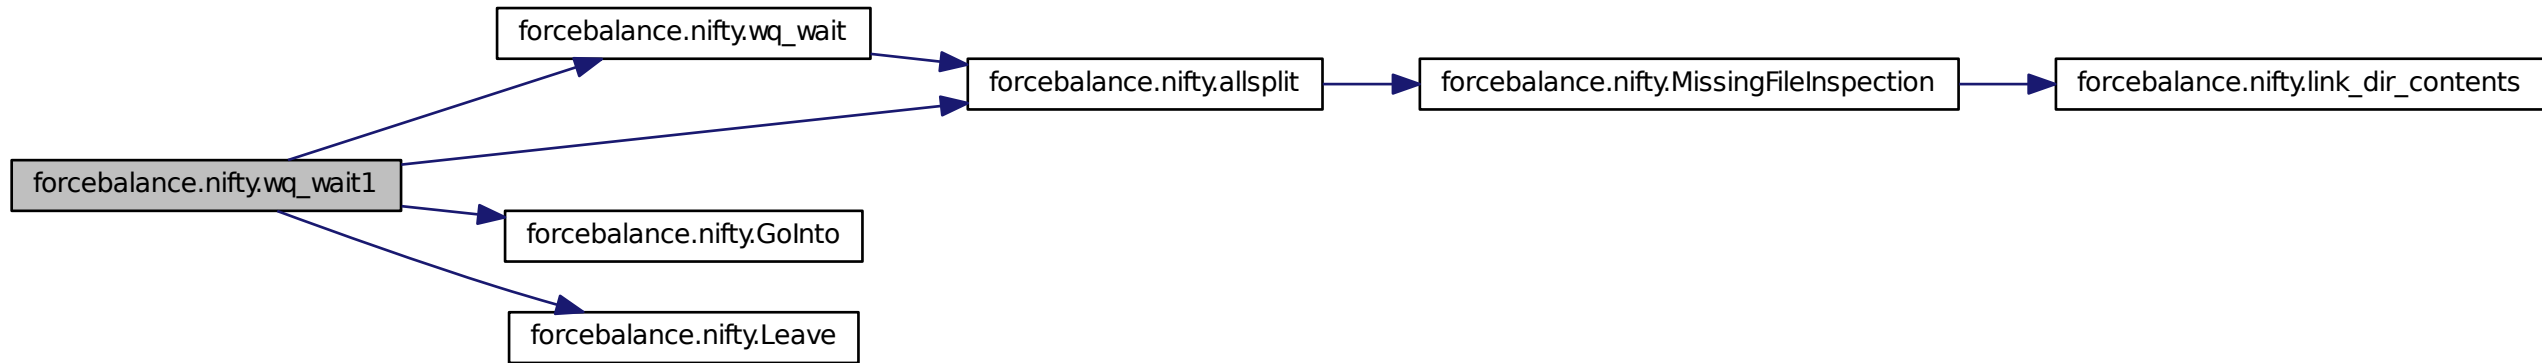 forcebalance.nifty.wq_wait
forcebalance.nifty.allsplit
forcebalance.nifty.MissingFileInspection
forcebalance.nifty.link_dir_contents
forcebalance.nifty.wq_wait1
forcebalance.nifty.GoInto
forcebalance.nifty.Leave